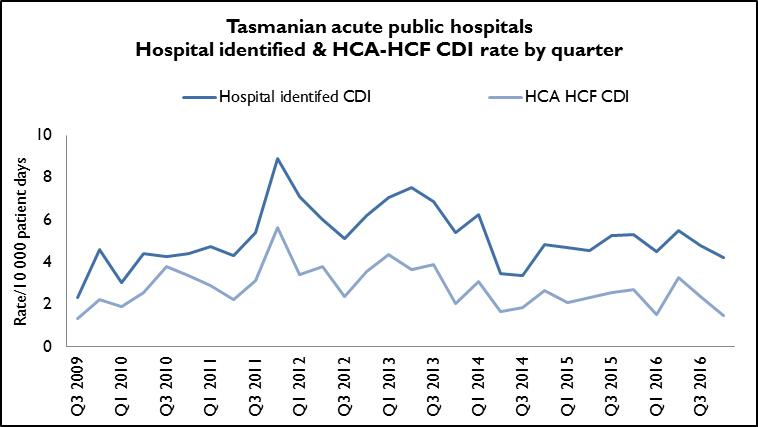 Tasmanian acute public hospitals
Hospital identified & HCA-HCF CDI rate by quarter
Hospital identifed CDI
HCA HCF CDI
Rate/10 000 patient days
10
8
6
4
2
0
Q3 2009
Q1 2010
Q3 2010
Q1 2011
Q3 2011
Q1 2012
Q3 2012
Q1 2013
Q3 2013
Q1 2014
Q3 2014
Q1 2015
Q3 2015
Q1 2016
Q3 2016